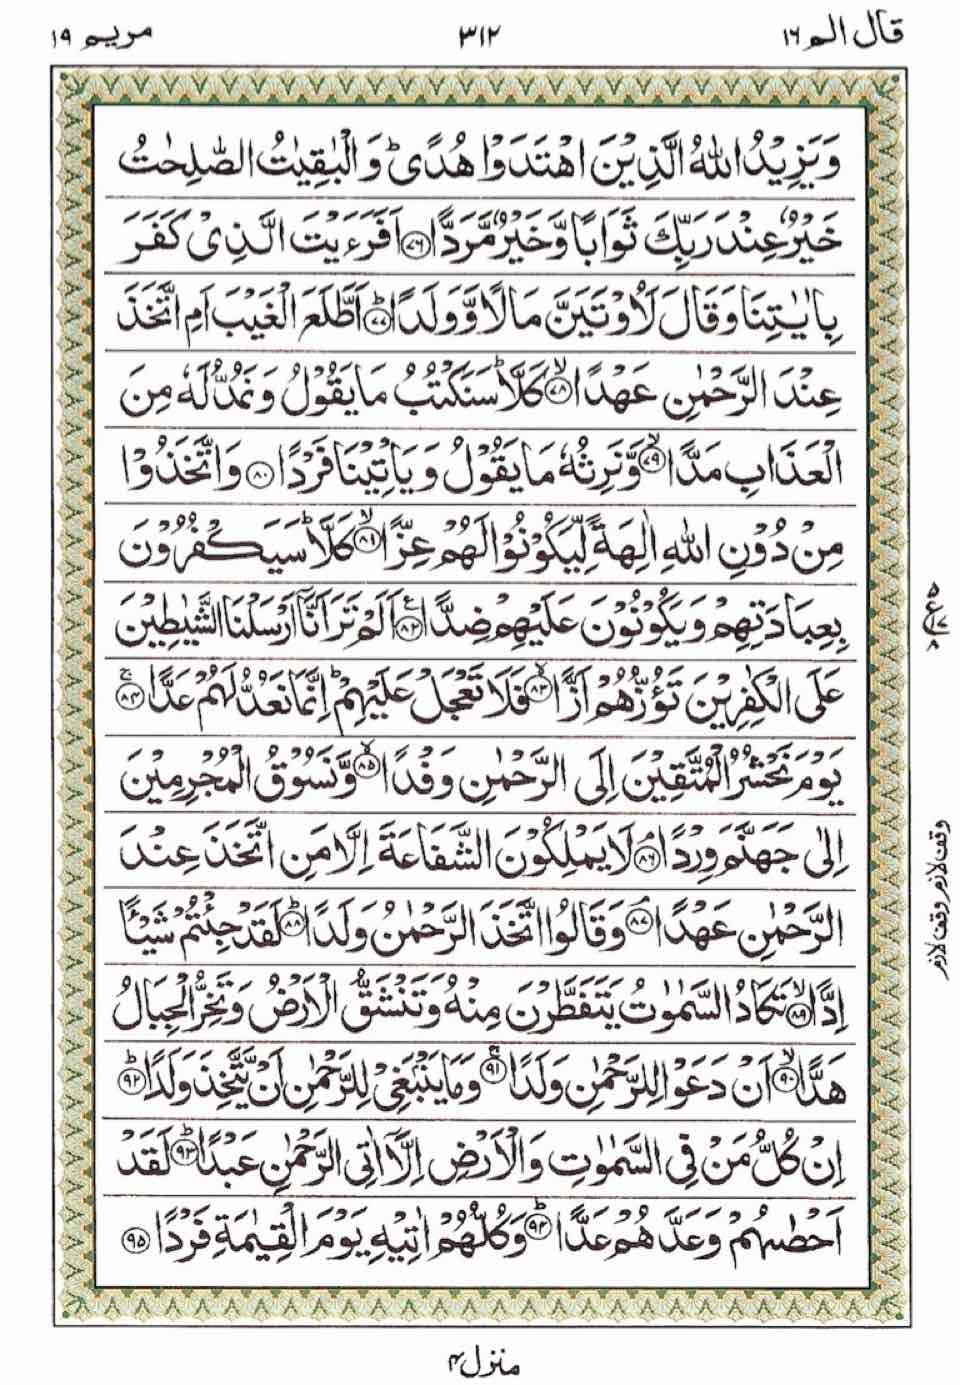 قال الم ١٦
٣١٢
مريم ١٩
وَيَزِيْدُ اللّٰهُ الَّذِيْنَ اهْتَدَوْا هُدًىؕ وَالْبٰقِيٰتُ الصّٰلِحٰتُ
خَيْرٌ عِنْدَ رَبِّكَ ثَوَابًا وَّخَيْرٌ مَّرَدًّا ﴿٧٦﴾ اَفَرَءَيْتَ الَّذِىْ كَفَرَ
بِاٰيٰتِنَا وَقَالَ لَاُوْتَيَنَّ مَالًا وَّوَلَدًاؕ ﴿٧٧﴾ اَطَّلَعَ الْغَيْبَ اَمِ اتَّخَذَ
عِنْدَ الرَّحْمٰنِ عَهْدًاۙ ﴿٧٨﴾ كَلَّاؕ سَنَكْتُبُ مَا يَقُوْلُ وَنَمُدُّ لَهٗ مِنَ
الْعَذَابِ مَدًّاۙ ﴿٧٩﴾ وَّنَرِثُهٗ مَا يَقُوْلُ وَيَاْتِيْنَا فَرْدًا ﴿٨٠﴾ وَاتَّخَذُوْا
مِنْ دُوْنِ اللّٰهِ اٰلِهَةً لِّيَكُوْنُوْا لَهُمْ عِزًّاۙ ﴿٨١﴾ كَلَّاؕ سَيَكْفُرُوْنَ
بِعِبَادَتِهِمْ وَيَكُوْنُوْنَ عَلَيْهِمْ ضِدًّا ﴿٨٢﴾ۧ اَلَمْ تَرَ اَنَّاۤ اَرْسَلْنَا الشَّيٰطِيْنَ
عَلَى الْكٰفِرِيْنَ تَؤُزُّهُمْ اَزًّاۙ ﴿٨٣﴾ فَلَا تَعْجَلْ عَلَيْهِمْؕ اِنَّمَا نَعُدُّ لَهُمْ عَدًّاۚ ﴿٨٤﴾
يَوْمَ نَحْشُرُ الْمُتَّقِيْنَ اِلَى الرَّحْمٰنِ وَفْدًاۙ ﴿٨٥﴾ وَّنَسُوْقُ الْمُجْرِمِيْنَ
اِلٰى جَهَنَّمَ وِرْدًاۘ ﴿٨٦﴾ لَا يَمْلِكُوْنَ الشَّفَاعَةَ اِلَّا مَنِ اتَّخَذَ عِنْدَ
الرَّحْمٰنِ عَهْدًاۘ ﴿٨٧﴾ وَقَالُوا اتَّخَذَ الرَّحْمٰنُ وَلَدًاؕ ﴿٨٨﴾ لَقَدْ جِئْتُمْ شَيْـًٔا
اِدًّاۙ ﴿٨٩﴾ تَكَادُ السَّمٰوٰتُ يَتَفَطَّرْنَ مِنْهُ وَتَنْشَقُّ الْاَرْضُ وَتَخِرُّ الْجِبَالُ
هَدًّاۙ ﴿٩٠﴾ اَنْ دَعَوْا لِلرَّحْمٰنِ وَلَدًاۚ ﴿٩١﴾ وَمَا يَنْۢبَغِىْ لِلرَّحْمٰنِ اَنْ يَّتَّخِذَ وَلَدًاؕ ﴿٩٢﴾
اِنْ كُلُّ مَنْ فِى السَّمٰوٰتِ وَالْاَرْضِ اِلَّاۤ اٰتِى الرَّحْمٰنِ عَبْدًاؕ ﴿٩٣﴾ لَقَدْ
اَحْصٰىهُمْ وَعَدَّهُمْ عَدًّاؕ ﴿٩٤﴾ وَكُلُّهُمْ اٰتِيْهِ يَوْمَ الْقِيٰمَةِ فَرْدًا ﴿٩٥﴾
وقف لازم وقف لازم
منزل ٤